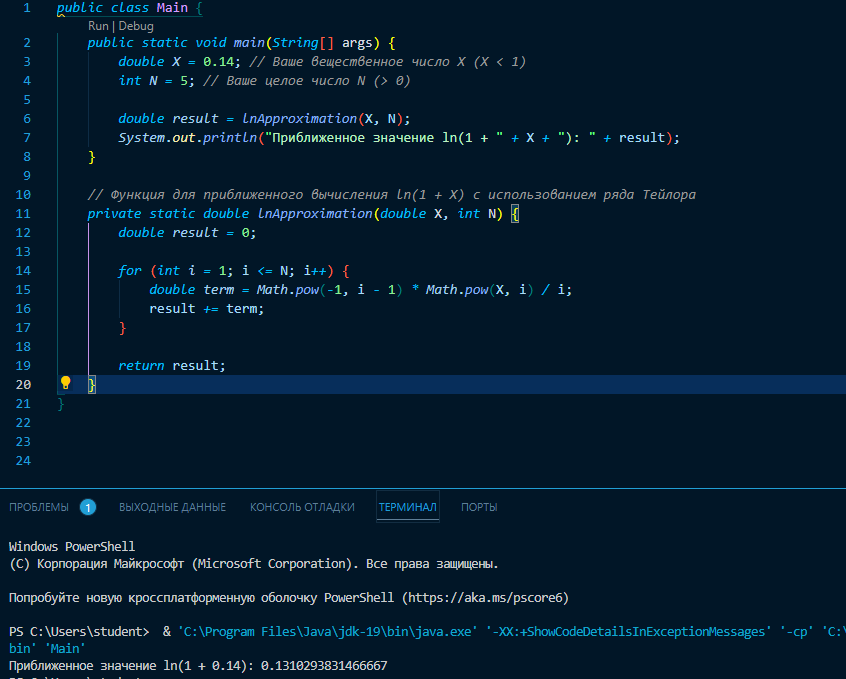 1 public class Main {
Run | Debug
2 public static void main(String[] args) {
3 double X = 0.14; // Ваше вещественное число X (X < 1)
4 int N = 5; // Ваше целое число N (> 0)
5
6 double result = lnApproximation(X, N);
7 System.out.println("Приближенное значение ln(1 + " + X + "): " + result);
8 }
9
10 // Функция для приближенного вычисления ln(1 + X) с использованием ряда Тейлора
11 private static double lnApproximation(double X, int N) {
12 double result = 0;
13
14 for (int i = 1; i <= N; i++) {
15 double term = Math.pow(-1, i - 1) * Math.pow(X, i) / i;
16 result += term;
17 }
18
19 return result;
20 }
21 }
22
23
24
ПРОБЛЕМЫ 1 ВЫХОДНЫЕ ДАННЫЕ КОНСОЛЬ ОТЛАДКИ ТЕРМИНАЛ ПОРТЫ
Windows PowerShell
(C) Корпорация Майкрософт (Microsoft Corporation). Все права защищены.
Попробуйте новую кроссплатформенную оболочку PowerShell (https://aka.ms/pscore6)
PS C:\Users\student> & 'C:\Program Files\Java\jdk-19\bin\java.exe' '-XX:+ShowCodeDetailsInExceptionMessages' '-cp' 'C:\
bin' 'Main'
Приближенное значение ln(1 + 0.14): 0.1310293831466667